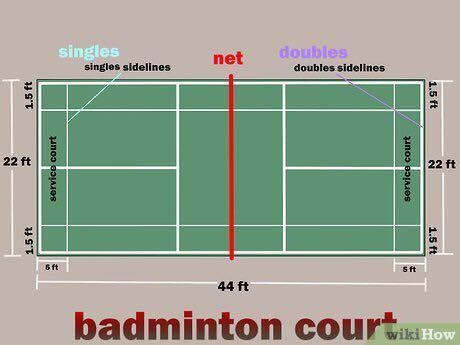 singles
doubles
net
singles sidelines
doubles sidelines
1.5 ft
1.5 ft
22 ft
service court
service court
22 ft
1.5 ft
1.5 ft
5 ft
5 ft
44 ft
badminton court
wikiHow